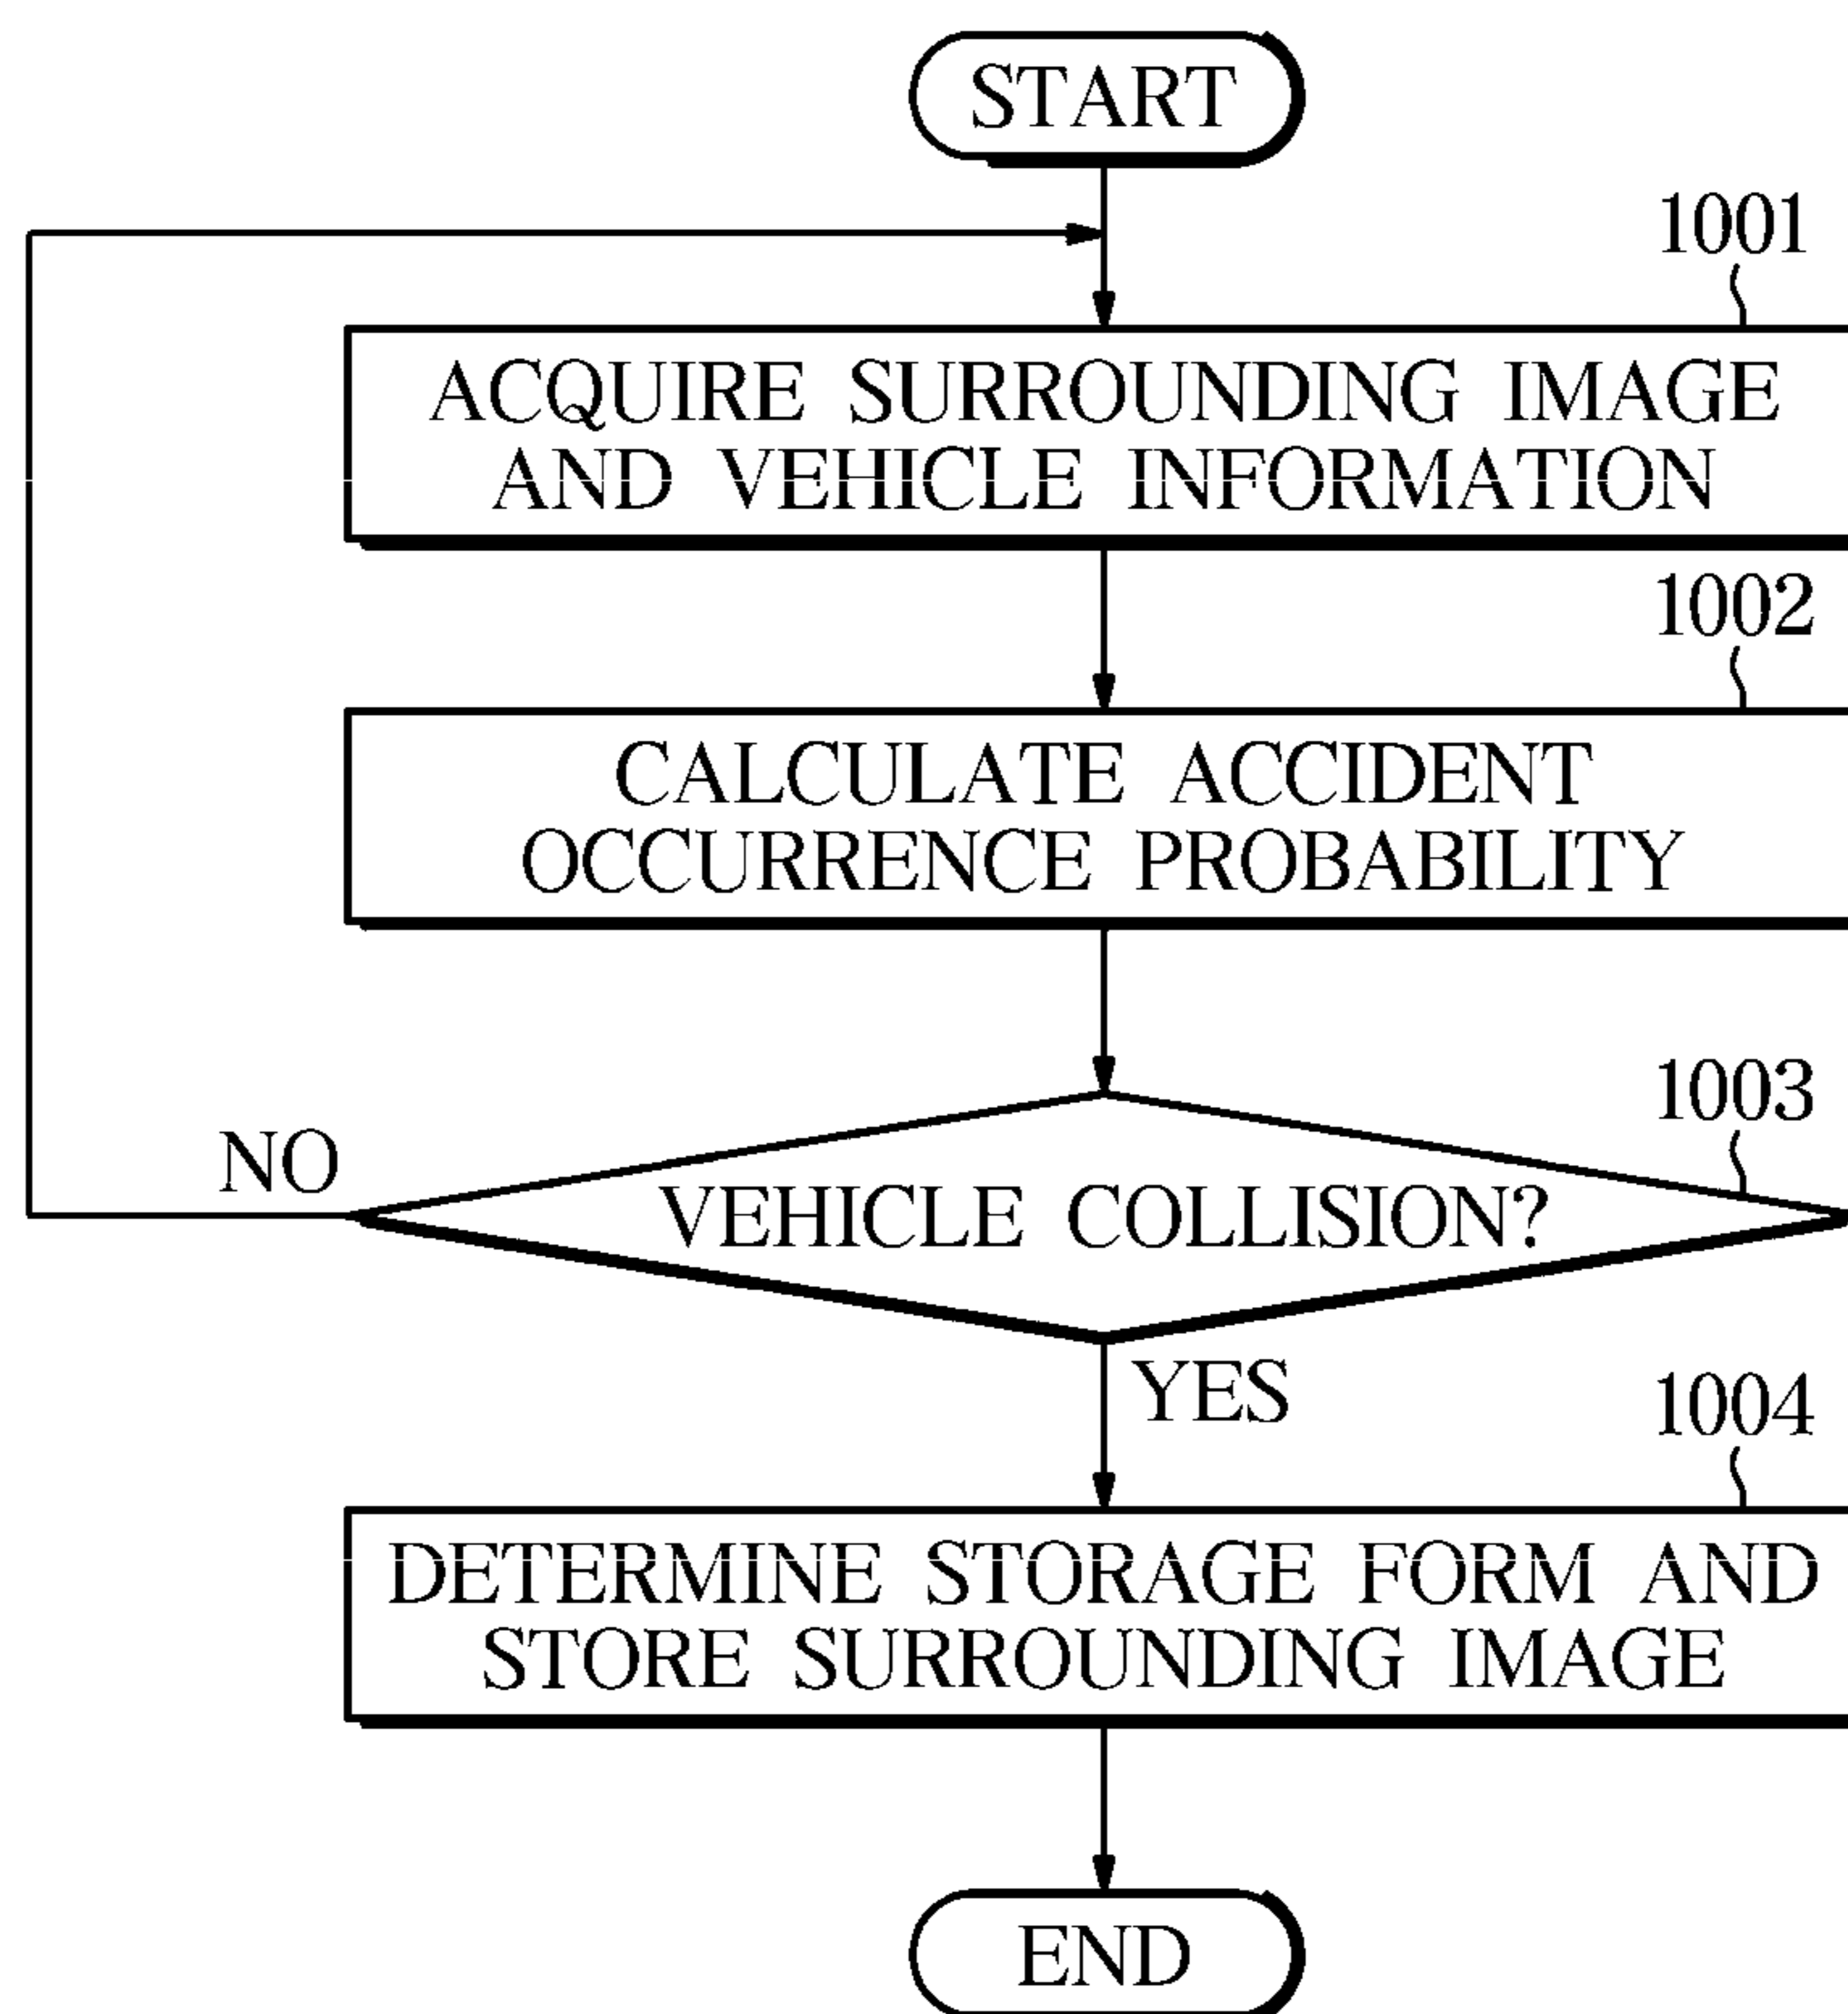 START
1001
ACQUIRE SURROUNDING IMAGE
AND VEHICLE INFORMATION
1002
CALCULATE ACCIDENT
OCCURRENCE PROBABILITY
1003
NO
VEHICLE COLLISION?
YES
1004
DETERMINE STORAGE FORM AND
STORE SURROUNDING IMAGE
END